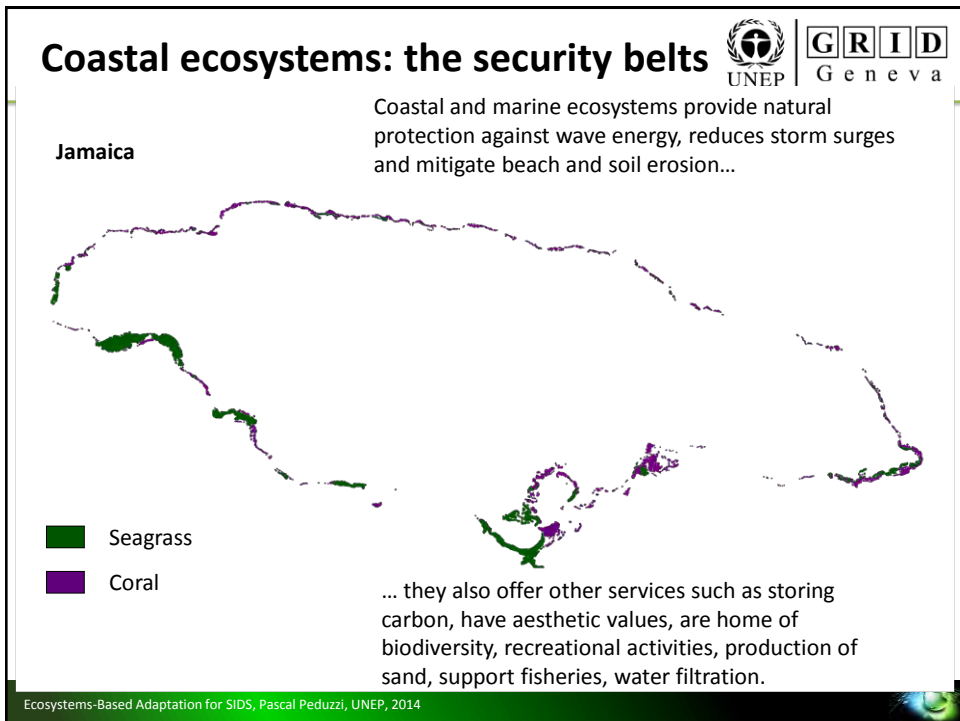 Coastal ecosystems: the security belts
UNEP
GRID
Geneva
Coastal and marine ecosystems provide natural
protection against wave energy, reduces storm surges
and mitigate beach and soil erosion…
Jamaica
Seagrass
Coral
… they also offer other services such as storing
carbon, have aesthetic values, are home of
biodiversity, recreational activities, production of
sand, support fisheries, water filtration.
Ecosystems-Based Adaptation for SIDS, Pascal Peduzzi, UNEP, 2014